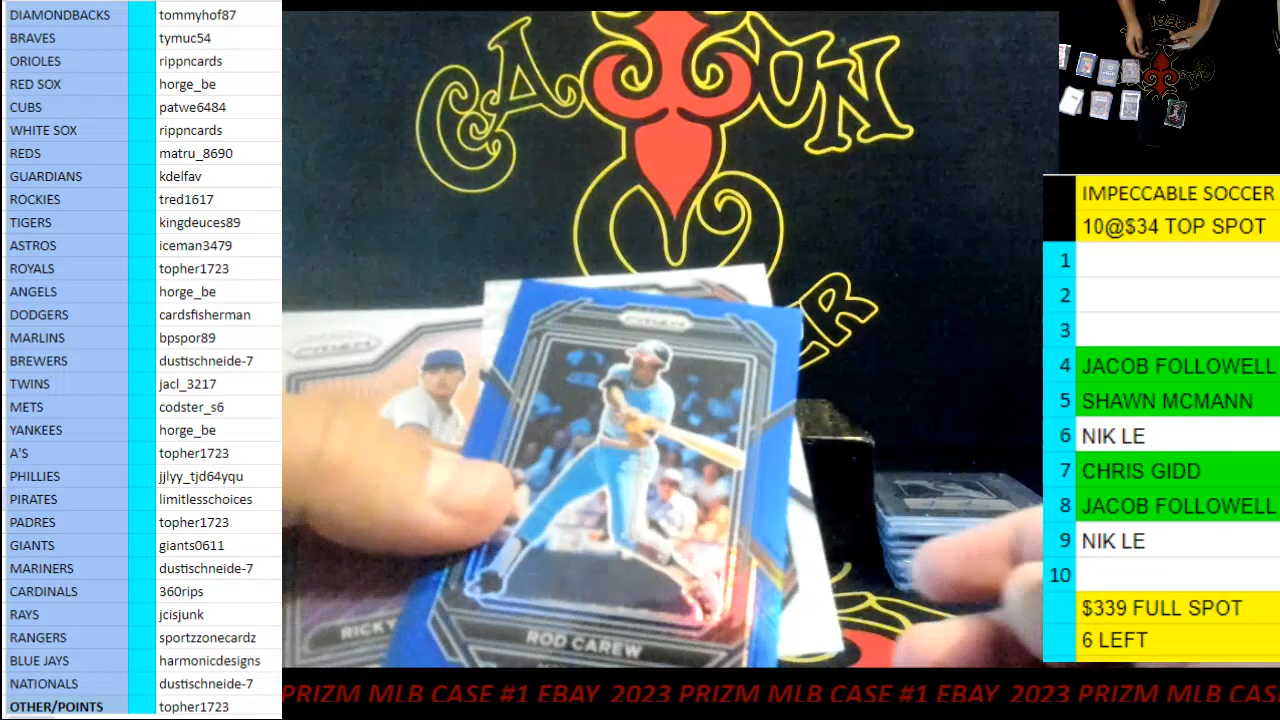 DIAMONDBACKS tommyhof87
BRAVES tymuc54
ORIOLES rippncards
RED SOX horge_be
CUBS patwe6484
WHITE SOX rippncards
REDS matru_8690
GUARDIANS kdelfav
ROCKIES tred1617
TIGERS kingdeuces89
ASTROS iceman3479
ROYALS topher1723
ANGELS horge_be
DODGERS cardsfisherman
MARLINS bpspor89
BREWERS dustischneide-7
TWINS jacl_3217
METS codster_s6
YANKEES horge_be
A'S topher1723
PHILLIES jjlyy_tjd64yqu
PIRATES limitlesschoices
PADRES topher1723
GIANTS giants0611
MARINERS dustischneide-7
CARDINALS 360rips
RAYS jcisjunk
RANGERS sportzzonecardz
BLUE JAYS harmonicdesigns
NATIONALS dustischneide-7
OTHER/POINTS topher1723
PRIZM
RICKY
ROD CAREW
IMPECCABLE SOCCER
10@$34 TOP SPOT
1
2
3
4 JACOB FOLLOWELL
5 SHAWN MCMANN
6 NIK LE
7 CHRIS GIDD
8 JACOB FOLLOWELL
9 NIK LE
10
$339 FULL SPOT
6 LEFT
PRIZM MLB CASE #1 EBAY 2023 PRIZM MLB CASE #1 EBAY 2023 PRIZM MLB CAS